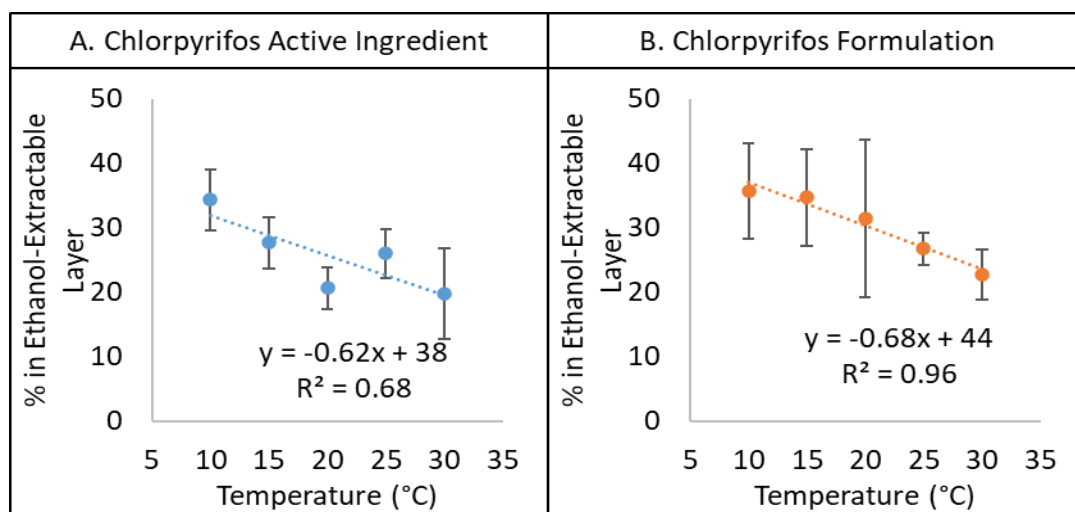 A. Chlorpyrifos Active Ingredient
% in Ethanol-Extractable
Layer
50
40
30
20
10
0
y = -0.62x + 38
R² = 0.68
5 10 15 20 25 30 35
Temperature (°C)
B. Chlorpyrifos Formulation
% in Ethanol-Extractable
Layer
50
40
30
20
10
0
y = -0.68x + 44
R² = 0.96
5 10 15 20 25 30 35
Temperature (°C)